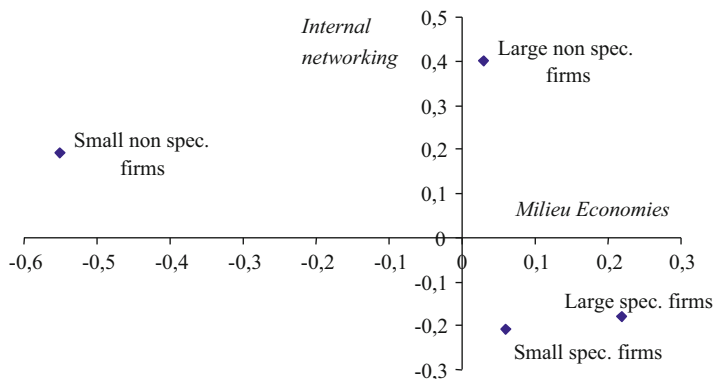 Internal
networking
0,5
Large non spec.
firms
0,4
0,3
Small non spec.
firms
0,2
0,1
Milieu Economies
0
-0,6 -0,5 -0,4 -0,3 -0,2 -0,1 0 0,1 0,2 0,3
-0,1
Large spec. firms
-0,2
Small spec. firms
-0,3